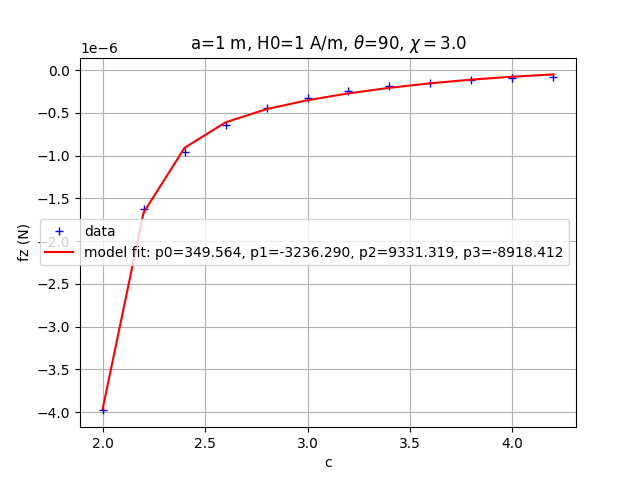 a=1 m, H0=1 A/m, θ=90, χ = 3.0
1e−6
0.0
−0.5
−1.0
−1.5
−2.0
−2.5
−3.0
−3.5
−4.0
fz (N)
data
model fit: p0=349.564, p1=-3236.290, p2=9331.319, p3=-8918.412
2.0 2.5 3.0 3.5 4.0
c